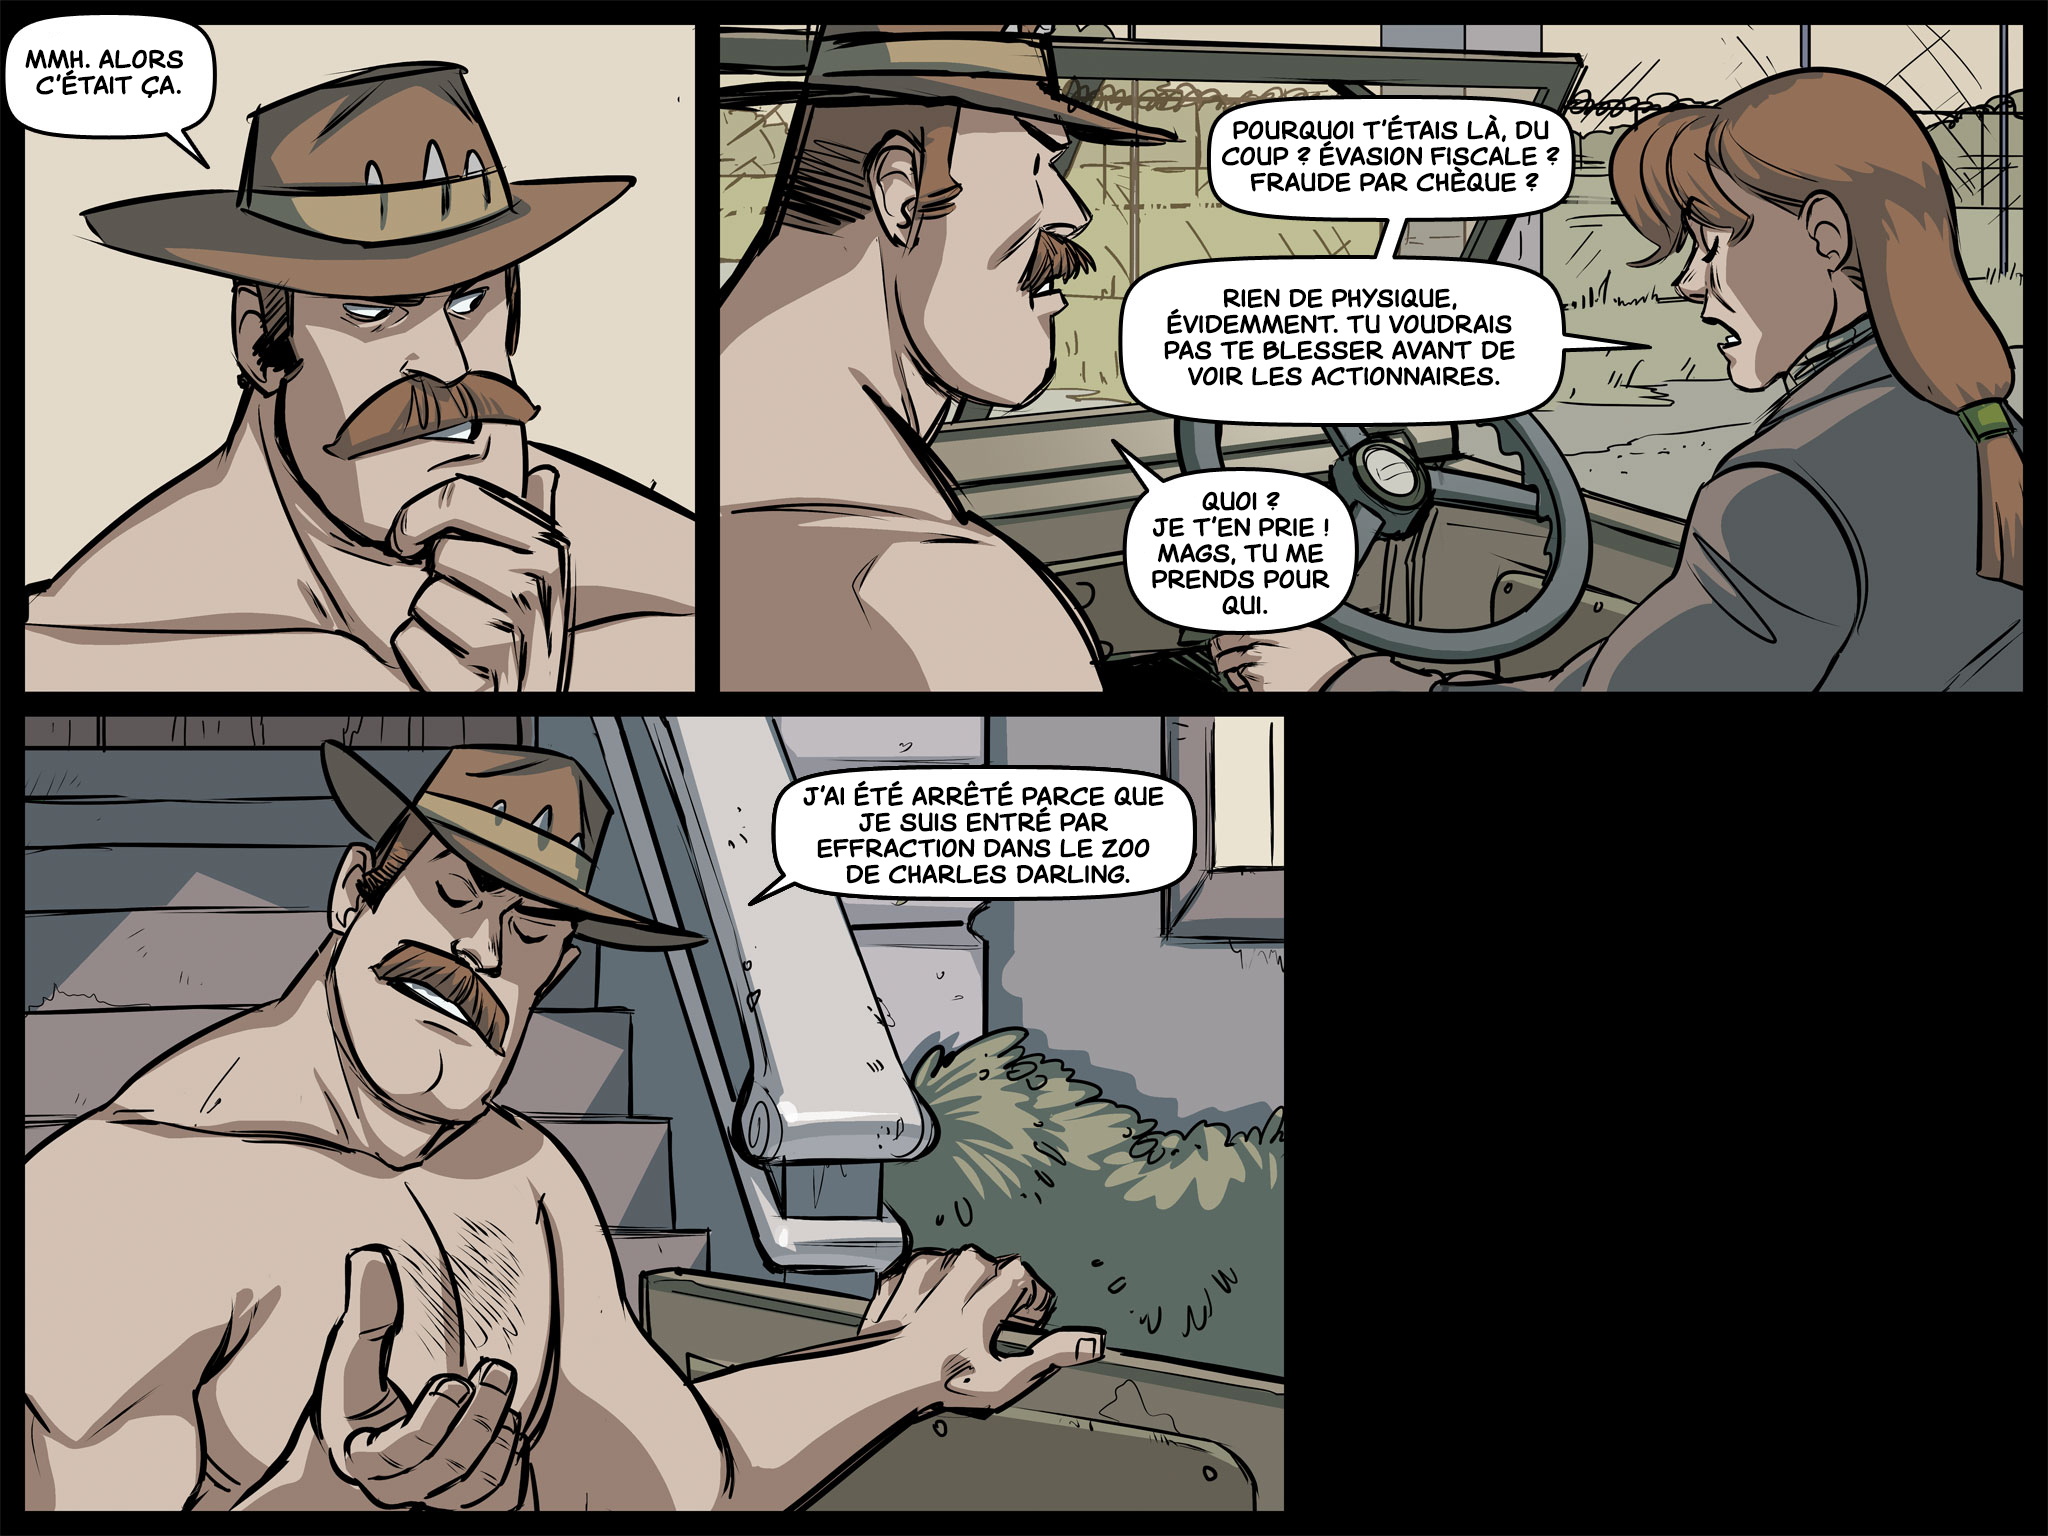 MMH. ALORS
C'ÉTAIT ÇA.
POURQUOI T'ÉTAIS LÀ, DU
COUP ? ÉVASION FISCALE ?
FRAUDE PAR CHÈQUE ?
RIEN DE PHYSIQUE,
ÉVIDEMMENT. TU VOUDRAIS
PAS TE BLESSER AVANT DE
VOIR LES ACTIONNAIRES.
QUOI ?
JE T'EN PRIE !
MAGS, TU ME
PRENDS POUR
QUI.
J'AI ÉTÉ ARRÊTÉ PARCE QUE
JE SUIS ENTRÉ PAR
EFFRACTION DANS LE ZOO
DE CHARLES DARLING.